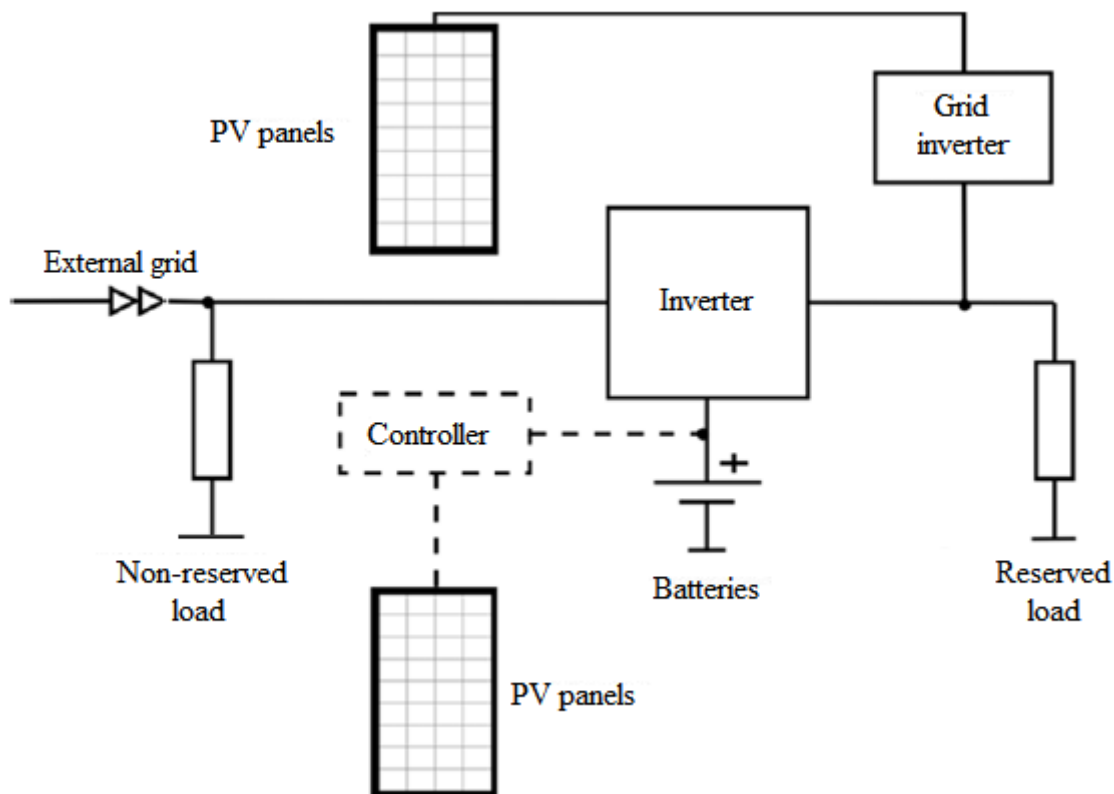 PV panels
Grid
inverter
External grid
Inverter
Controller
+
Non-reserved
load
Batteries
Reserved
load
PV panels